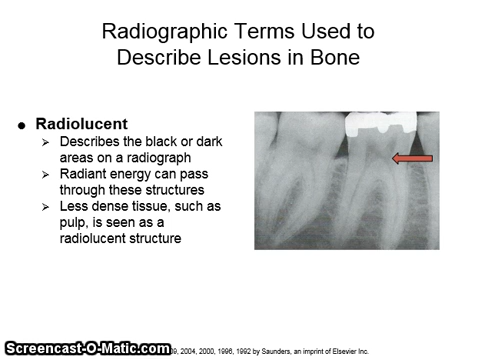 Radiographic Terms Used to
Describe Lesions in Bone
● Radiolucent
➢ Describes the black or dark
areas on a radiograph
➢ Radiant energy can pass
through these structures
➢ Less dense tissue, such as
pulp, is seen as a
radiolucent structure
Screencast-O-Matic.com 9, 2004, 2000, 1996, 1992 by Saunders, an imprint of Elsevier Inc.